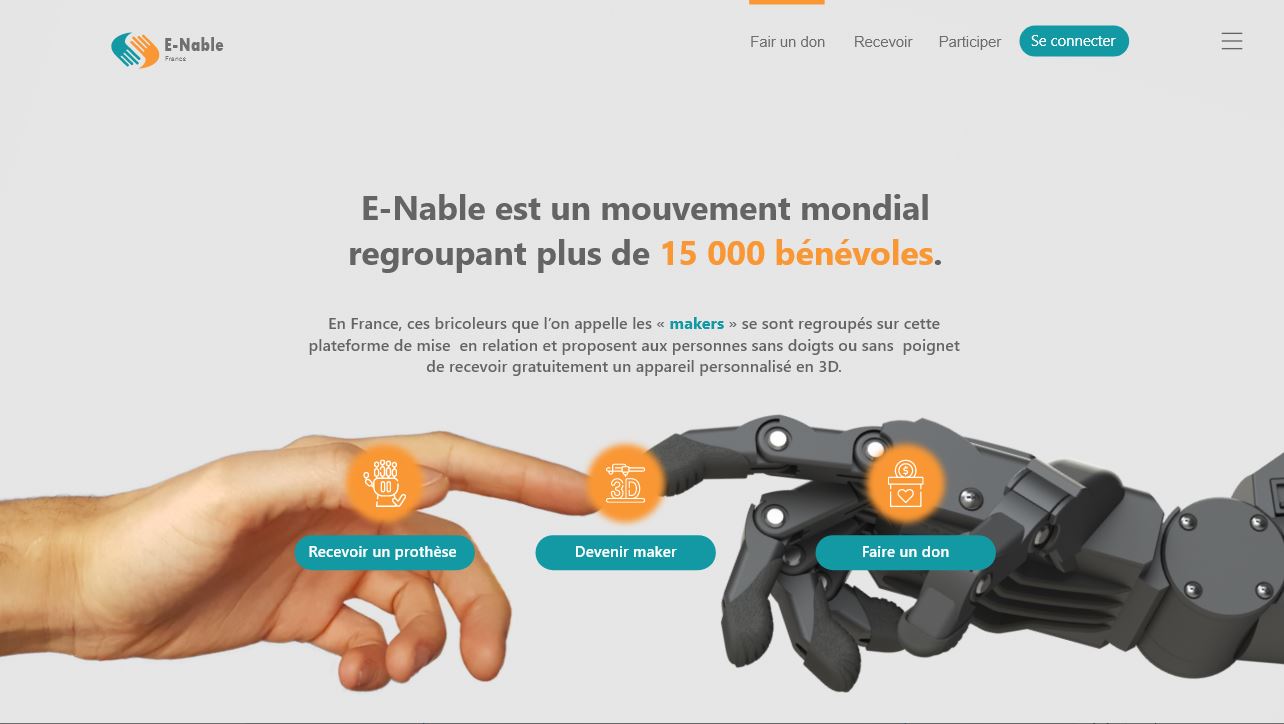 E-Nable
France
Fair un don
Recevoir
Participer
Se connecter
E-Nable est un mouvement mondial
regroupant plus de 15 000 bénévoles.
En France, ces bricoleurs que l’on appelle les « makers » se sont regroupés sur cette
plateforme de mise en relation et proposent aux personnes sans doigts ou sans poignet
de recevoir gratuitement un appareil personnalisé en 3D.
3D
$
Recevoir un prothèse
Devenir maker
Faire un don